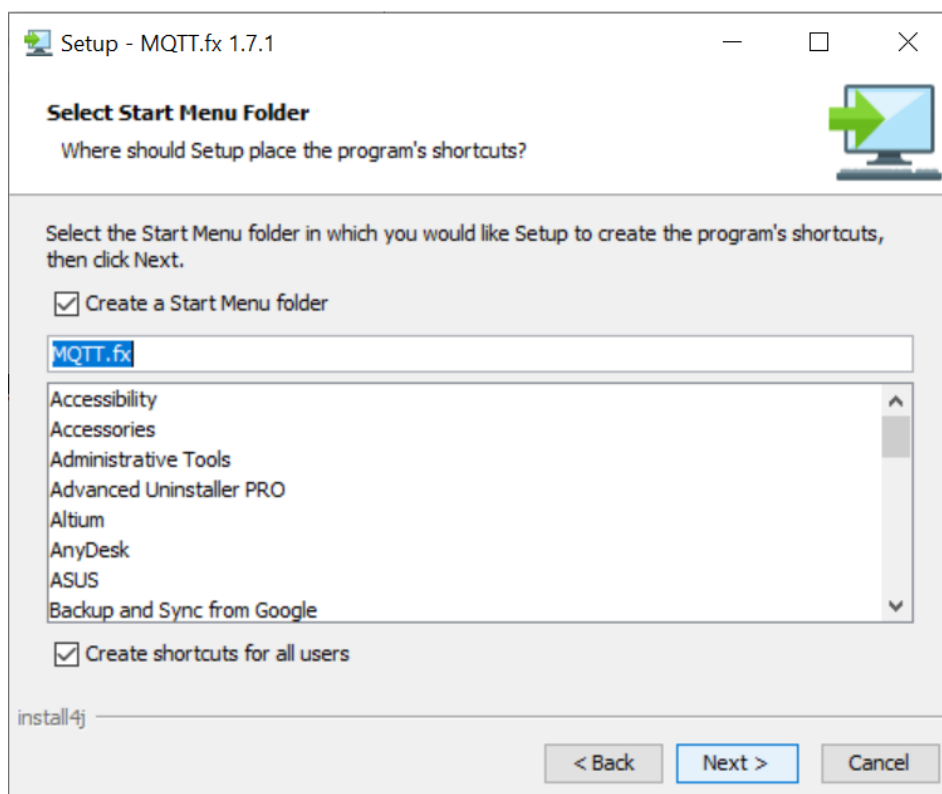 Setup - MQTT.fx 1.7.1
Select Start Menu Folder
Where should Setup place the program's shortcuts?
Select the Start Menu folder in which you would like Setup to create the program's shortcuts,
then click Next.
Create a Start Menu folder
MQTT.fx
Accessibility
Accessories
Administrative Tools
Advanced Uninstaller PRO
Altium
AnyDesk
ASUS
Backup and Sync from Google
Create shortcuts for all users
install4j
< Back
Next >
Cancel